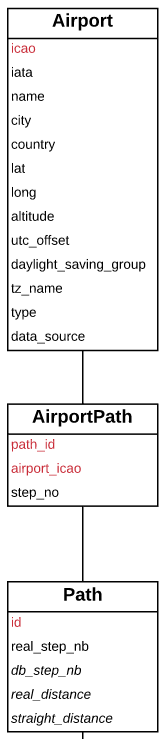 Airport
icao
iata
name
city
country
lat
long
altitude
utc_offset
daylight_saving_group
tz_name
type
data_source
AirportPath
path_id
airport_icao
step_no
Path
id
real_step_nb
db_step_nb
real_distance
straight_distance